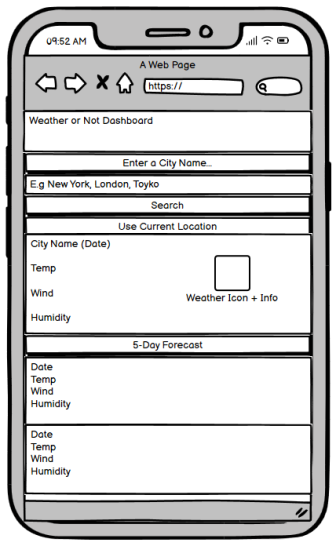 09:52 AM
A Web Page
https://
Weather or Not Dashboard
Enter a City Name...
E.g New York, London, Toyko
Search
Use Current Location
City Name (Date)
Temp
Wind
Humidity
Weather Icon + Info
5-Day Forecast
Date
Temp
Wind
Humidity
Date
Temp
Wind
Humidity